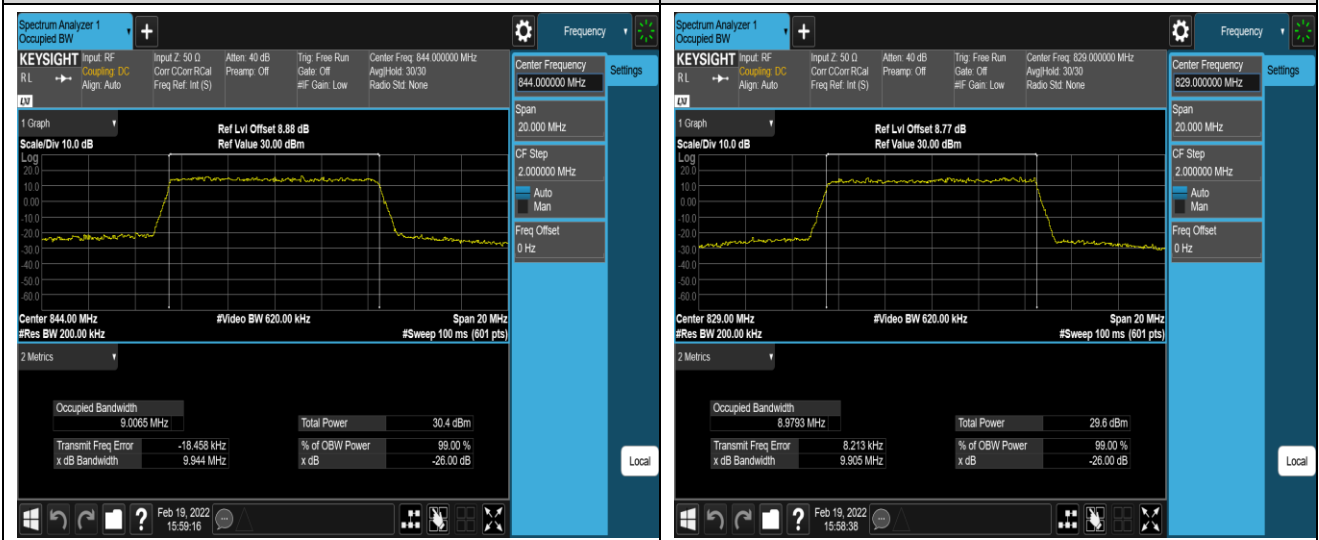 Spectrum Analyzer 1
Occupied BW
+
Frequency
KEYSIGHT
R L
LXI
Input: RF
Coupling: DC
Align: Auto
Input Z: 50 Ω
Corr CCorr RCal
Freq Ref: Int (S)
Atten: 40 dB
Preamp: Off
Trig: Free Run
Gate: Off
#IF Gain: Low
Center Freq: 844.000000 MHz
Avg|Hold: 30/30
Radio Std: None
Center Frequency
844.000000 MHz
Settings
Span
20.000 MHz
CF Step
2.000000 MHz
Auto
Man
Freq Offset
0 Hz
Local
1 Graph
Scale/Div 10.0 dB
Ref Lvl Offset 8.88 dB
Ref Value 30.00 dBm
Log
20.0
10.0
0.00
-10.0
-20.0
-30.0
-40.0
-50.0
-60.0
Center 844.00 MHz
#Video BW 620.00 kHz
Span 20 MHz
#Res BW 200.00 kHz
#Sweep 100 ms (601 pts)
2 Metrics
Occupied Bandwidth
9.0065 MHz
Total Power 30.4 dBm
Transmit Freq Error -18.458 kHz
% of OBW Power 99.00 %
x dB Bandwidth 9.944 MHz
x dB -26.00 dB
?
Feb 19, 2022
15:59:16
Spectrum Analyzer 1
Occupied BW
+
Frequency
KEYSIGHT
R L
LXI
Input: RF
Coupling: DC
Align: Auto
Input Z: 50 Ω
Corr CCorr RCal
Freq Ref: Int (S)
Atten: 40 dB
Preamp: Off
Trig: Free Run
Gate: Off
#IF Gain: Low
Center Freq: 829.000000 MHz
Avg|Hold: 30/30
Radio Std: None
Center Frequency
829.000000 MHz
Settings
Span
20.000 MHz
CF Step
2.000000 MHz
Auto
Man
Freq Offset
0 Hz
Local
1 Graph
Scale/Div 10.0 dB
Ref Lvl Offset 8.77 dB
Ref Value 30.00 dBm
Log
20.0
10.0
0.00
-10.0
-20.0
-30.0
-40.0
-50.0
-60.0
Center 829.00 MHz
#Video BW 620.00 kHz
Span 20 MHz
#Res BW 200.00 kHz
#Sweep 100 ms (601 pts)
2 Metrics
Occupied Bandwidth
8.9793 MHz
Total Power 29.6 dBm
Transmit Freq Error 8.213 kHz
% of OBW Power 99.00 %
x dB Bandwidth 9.905 MHz
x dB -26.00 dB
?
Feb 19, 2022
15:58:38